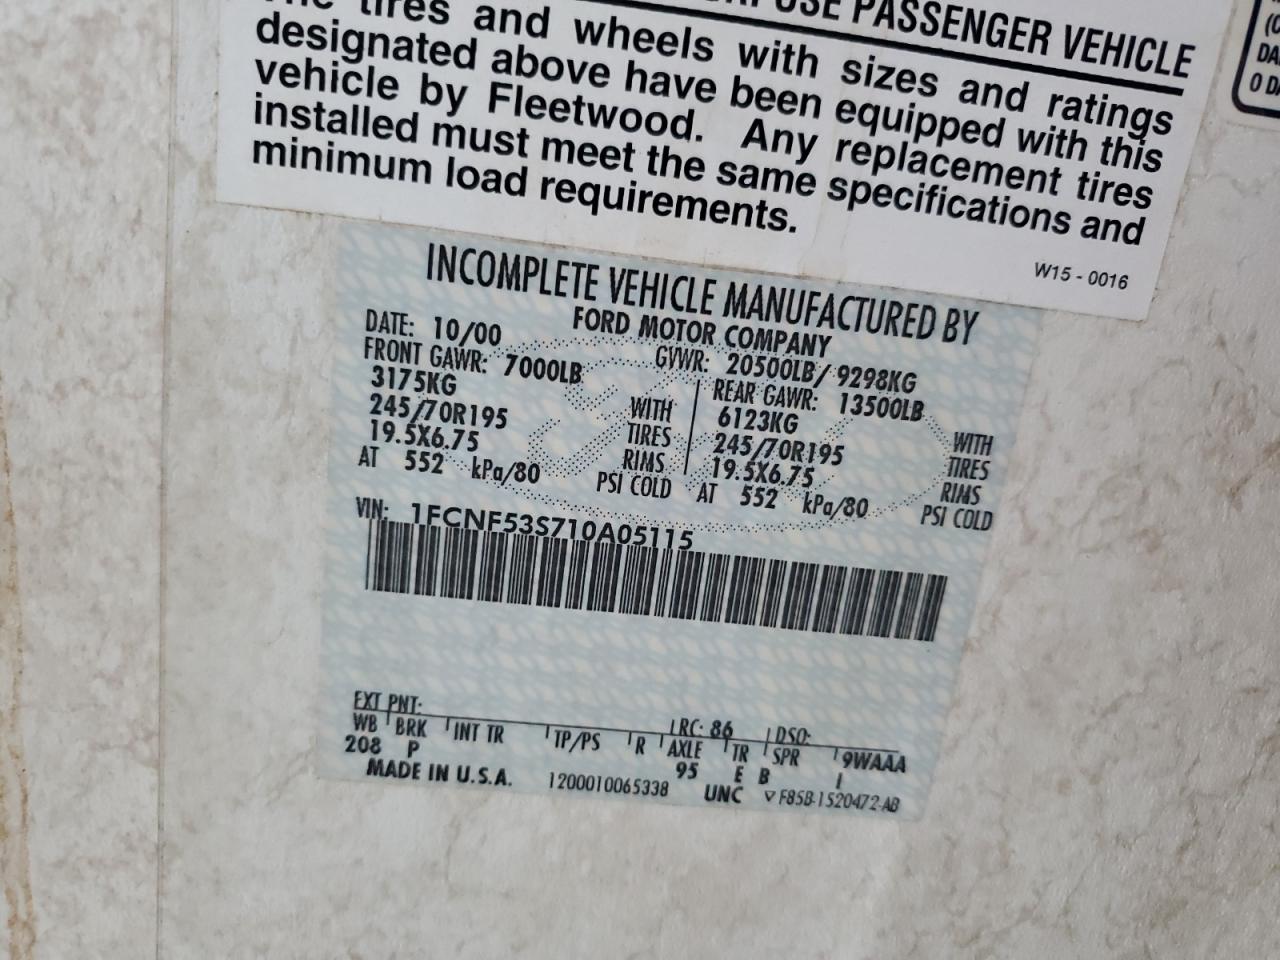 PURPOSE PASSENGER VEHICLE
The tires and wheels with sizes and ratings
designated above have been equipped with this
vehicle by Fleetwood. Any replacement tires
installed must meet the same specifications and
minimum load requirements.
W15 - 0016
INCOMPLETE VEHICLE MANUFACTURED BY
FORD MOTOR COMPANY
DATE: 10/00 GVWR: 20500LB/ 9298KG
FRONT GAWR: 7000LB REAR GAWR: 13500LB
3175KG WITH 6123KG WITH
245/70R195 TIRES 245/70R195 TIRES
19.5X6.75 RIMS 19.5X6.75 RIMS
AT 552 kPa/80 PSI COLD AT 552 kPa/80 PSI COLD
VIN: 1FCNF53S710A05115
EXT PNT: RC: 86 DSO:
WB BRK INT TR TP/PS R AXLE TR SPR 9WAAA
208 P 95 E B I
MADE IN U.S.A. 1200010065338 UNC F85B-1520472-AB
DA
0 DA